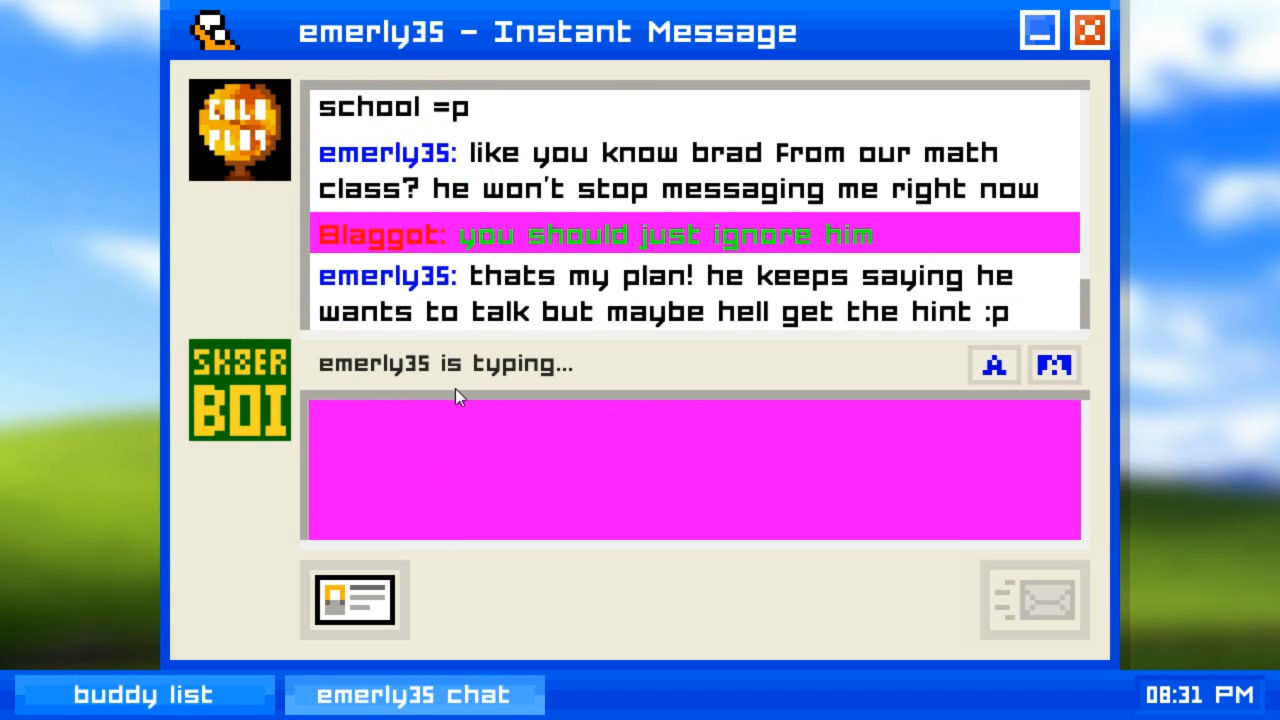 emerly35 - Instant Message
COLD
PLAY
school =p
emerly35: like you know brad from our math
class? he won't stop messaging me right now
Blaggot: you should just ignore him
emerly35: thats my plan! he keeps saying he
wants to talk but maybe hell get the hint :p
SK8ER
BOI
emerly35 is typing...
A
buddy list
emerly35 chat
08:31 PM